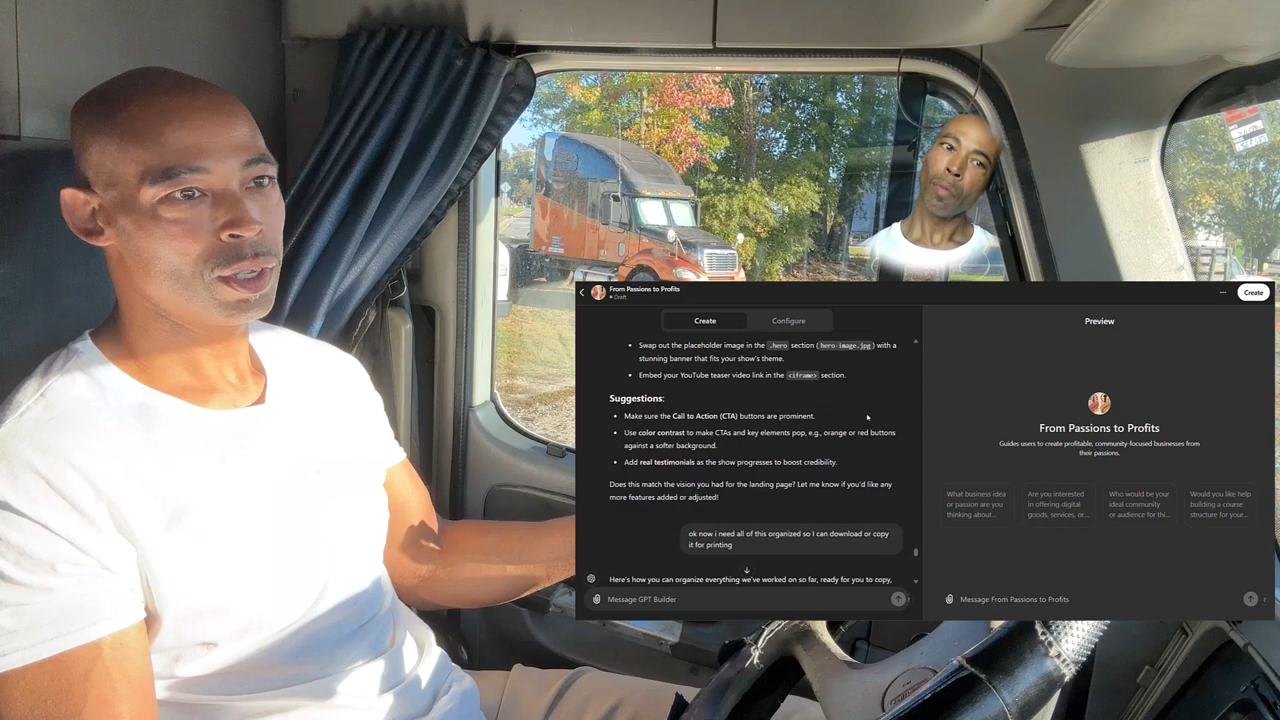 From Passions to Profits
Draft
Create
Create
Configure
Swap out the placeholder image in the .hero section (hero-image.jpg) with a
stunning banner that fits your show's theme.
Embed your YouTube teaser video link in the <iframe> section.
Suggestions:
Make sure the Call to Action (CTA) buttons are prominent.
Use color contrast to make CTAs and key elements pop, e.g., orange or red buttons
against a softer background.
Add real testimonials as the show progresses to boost credibility.
Does this match the vision you had for the landing page? Let me know if you'd like any
more features added or adjusted!
ok now i need all of this organized so I can download or copy
it for printing
Here's how you can organize everything we've worked on so far, ready for you to copy,
Message GPT Builder
Preview
From Passions to Profits
Guides users to create profitable, community-focused businesses from
their passions.
What business idea
or passion are you
thinking about...
Are you interested
in offering digital
goods, services, or...
Who would be your
ideal community
or audience for thi...
Would you like help
building a course
structure for your...
Message From Passions to Profits